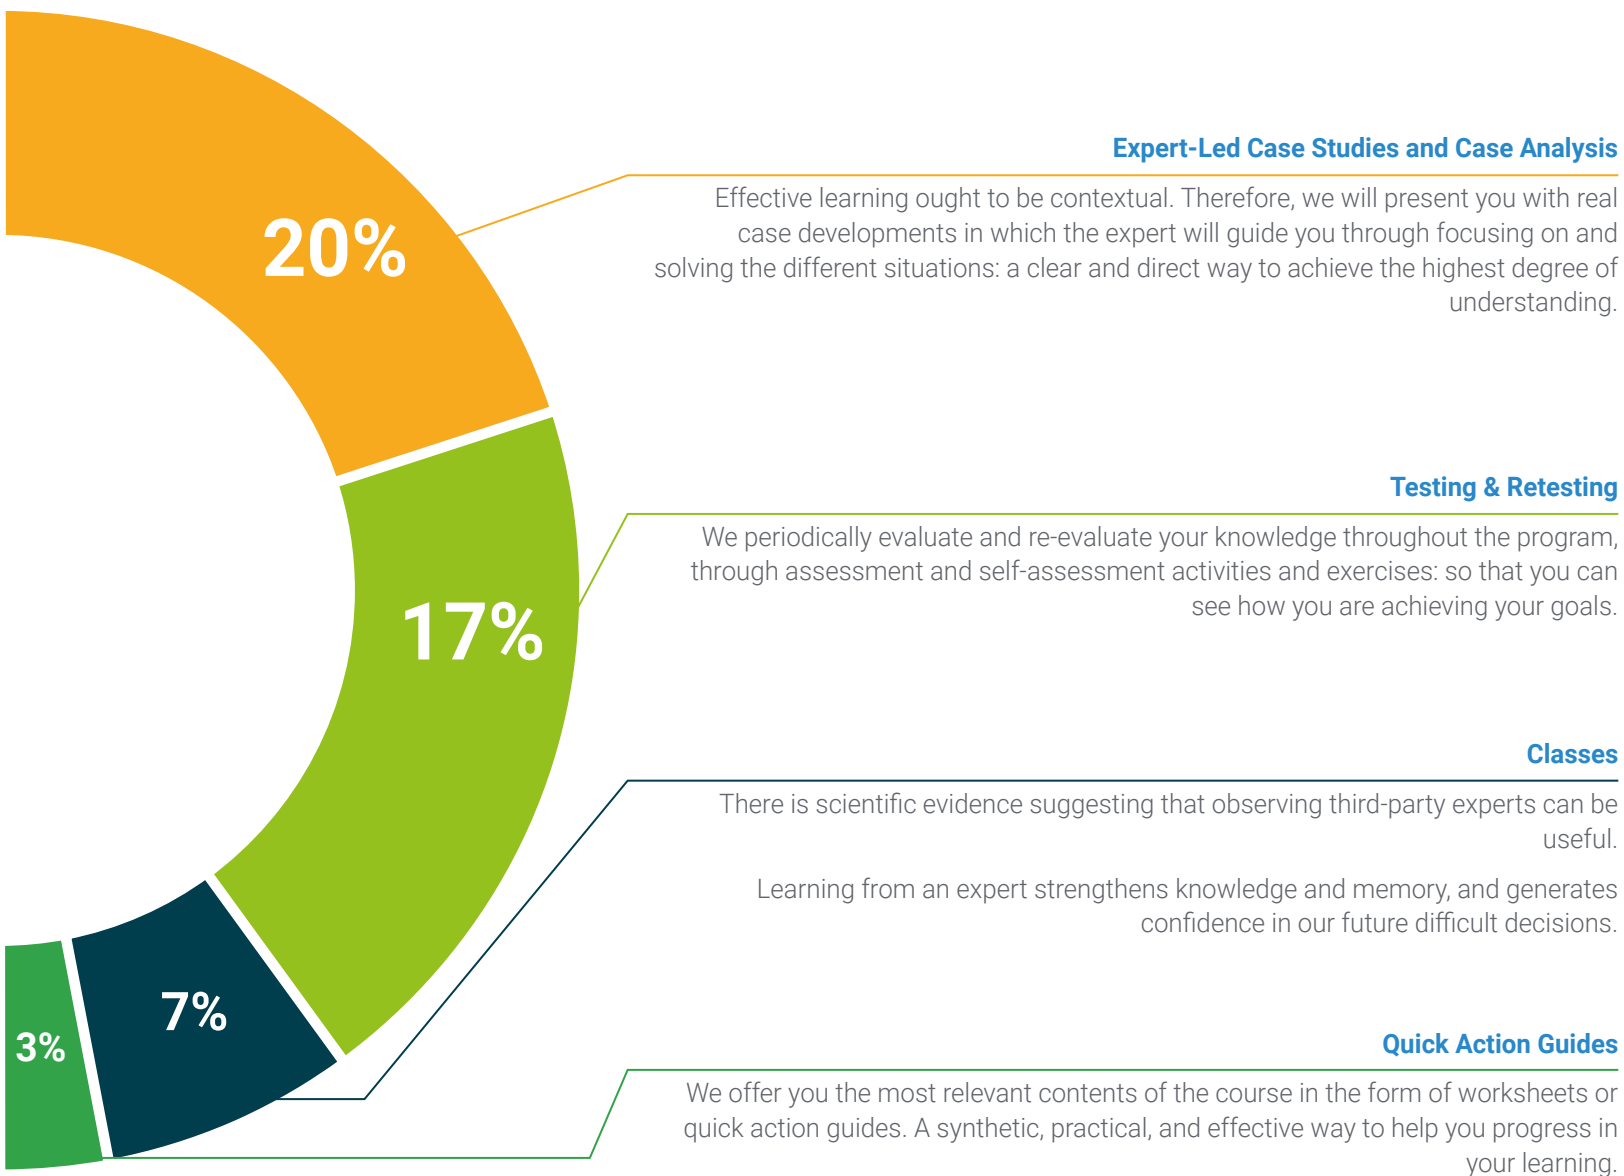 20%
Expert-Led Case Studies and Case Analysis
Effective learning ought to be contextual. Therefore, we will present you with real
case developments in which the expert will guide you through focusing on and
solving the different situations: a clear and direct way to achieve the highest degree of
understanding.
17%
Testing & Retesting
We periodically evaluate and re-evaluate your knowledge throughout the program,
through assessment and self-assessment activities and exercises: so that you can
see how you are achieving your goals.
7%
Classes
There is scientific evidence suggesting that observing third-party experts can be
useful.
Learning from an expert strengthens knowledge and memory, and generates
confidence in our future difficult decisions.
3%
Quick Action Guides
We offer you the most relevant contents of the course in the form of worksheets or
quick action guides. A synthetic, practical, and effective way to help you progress in
your learning.